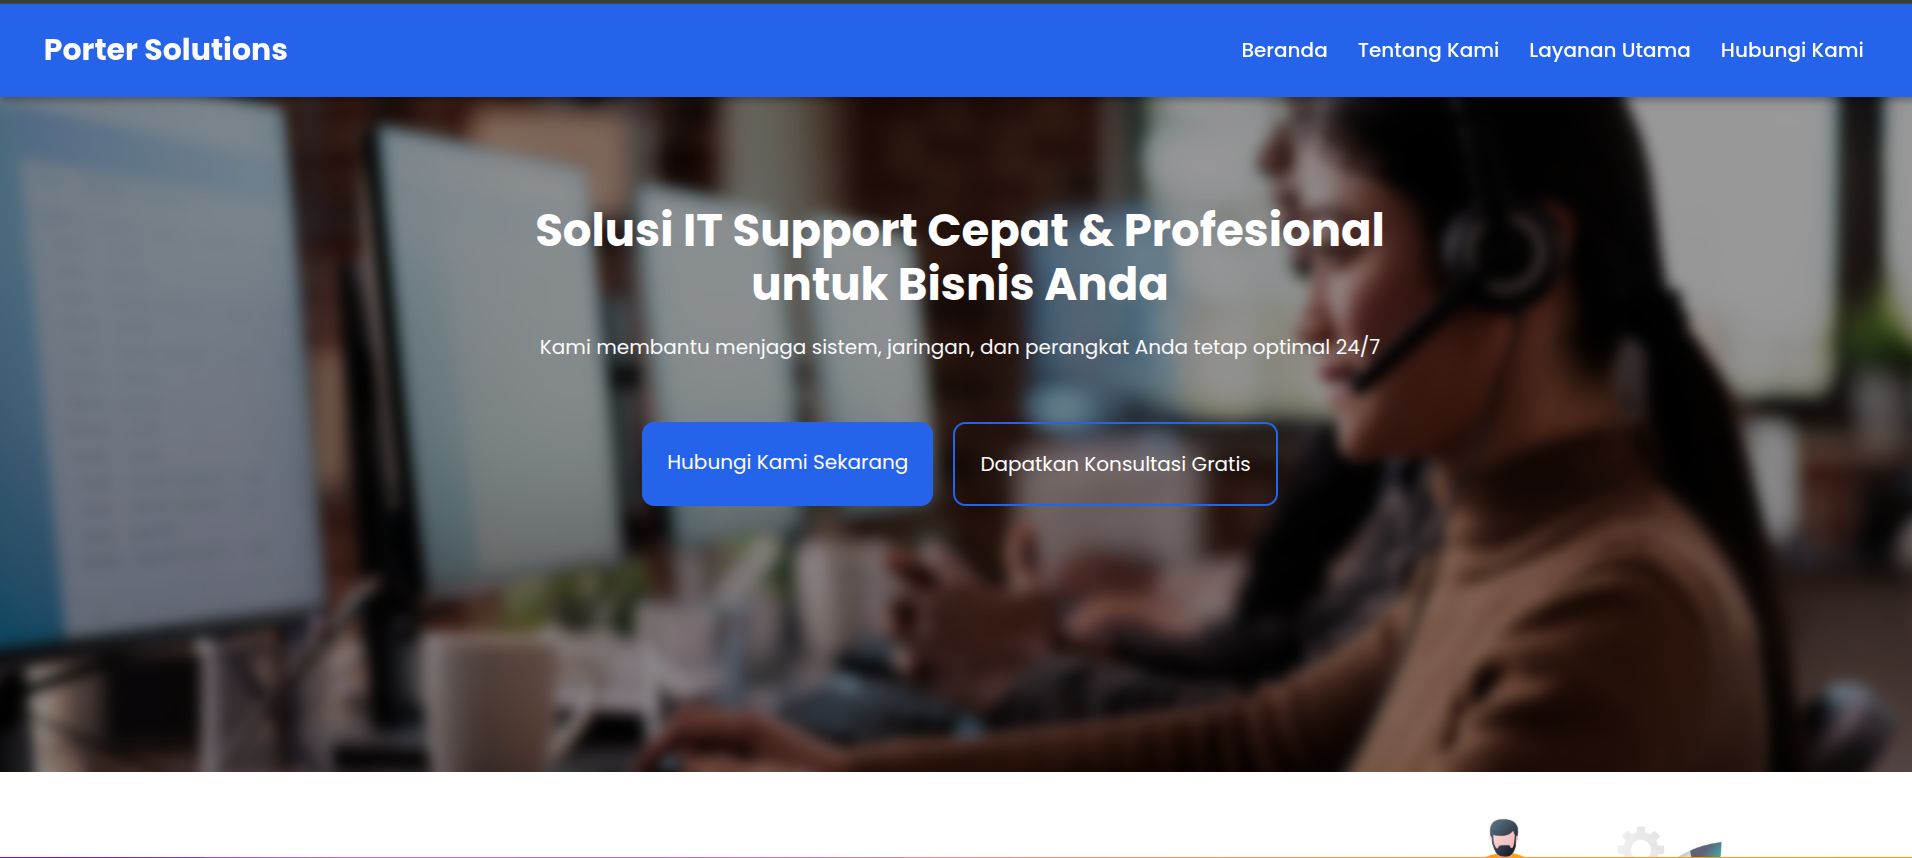 Porter Solutions
Beranda Tentang Kami Layanan Utama Hubungi Kami
Solusi IT Support Cepat & Profesional
untuk Bisnis Anda
Kami membantu menjaga sistem, jaringan, dan perangkat Anda tetap optimal 24/7
Hubungi Kami Sekarang
Dapatkan Konsultasi Gratis